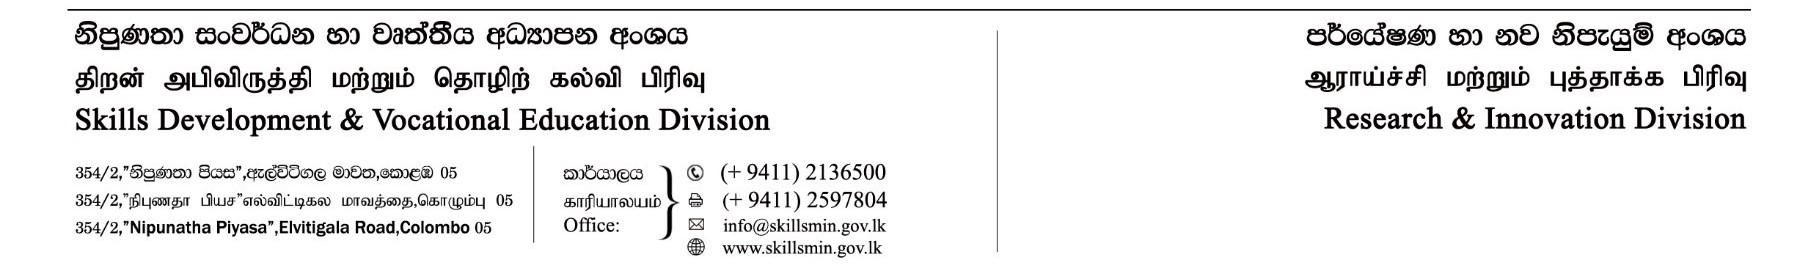 නිපුණතා සංවර්ධන හා වෘත්තීය අධ්‍යාපන අංශය
திறன் அபிவிருத்தி மற்றும் தொழிற் கல்வி பிரிவு
Skills Development & Vocational Education Division
354/2,"නිපුණතා පියස",ඇල්විටිගල මාවත,කොළඹ 05
354/2,"நிபுணதா பியச"எல்விட்டிகல மாவத்தை,கொழும்பு 05
354/2,"Nipunatha Piyasa",Elvitigala Road,Colombo 05
කාර්යාලය
காரியாலயம்
Office:
(+ 9411) 2136500
(+ 9411) 2597804
info@skillsmin.gov.lk
www.skillsmin.gov.lk
පර්යේෂණ හා නව නිපැයුම් අංශය
ஆராய்ச்சி மற்றும் புத்தாக்க பிரிவு
Research & Innovation Division